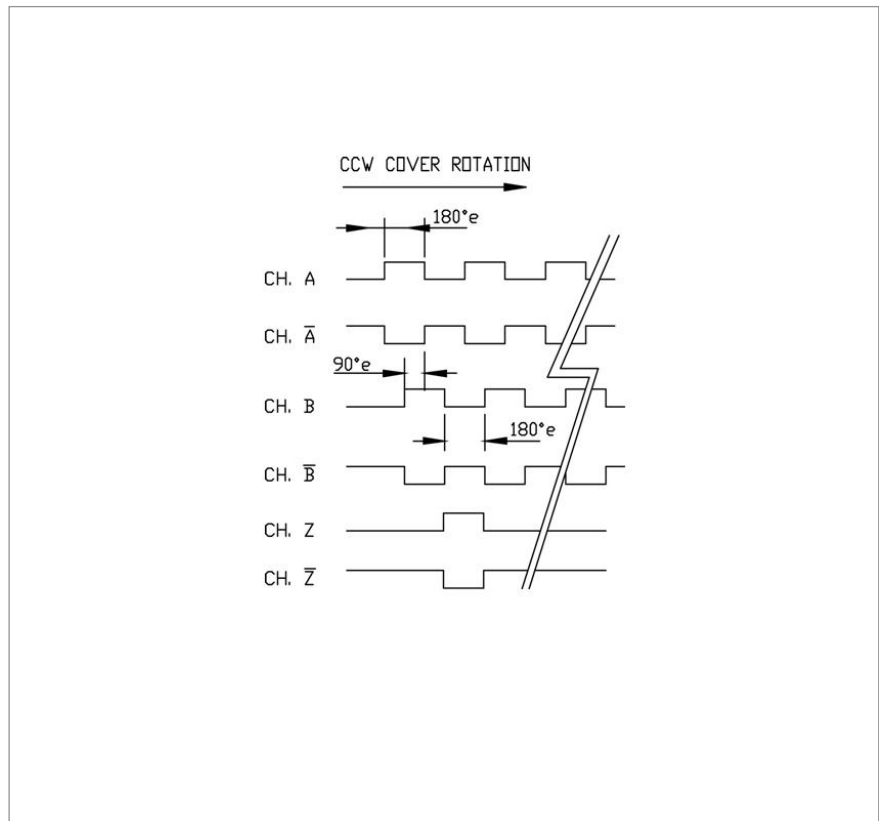 CCW COVER ROTATION
180°e
CH. A
CH. A̅
90°e
CH. B
180°e
CH. B̅
CH. Z
CH. Z̅